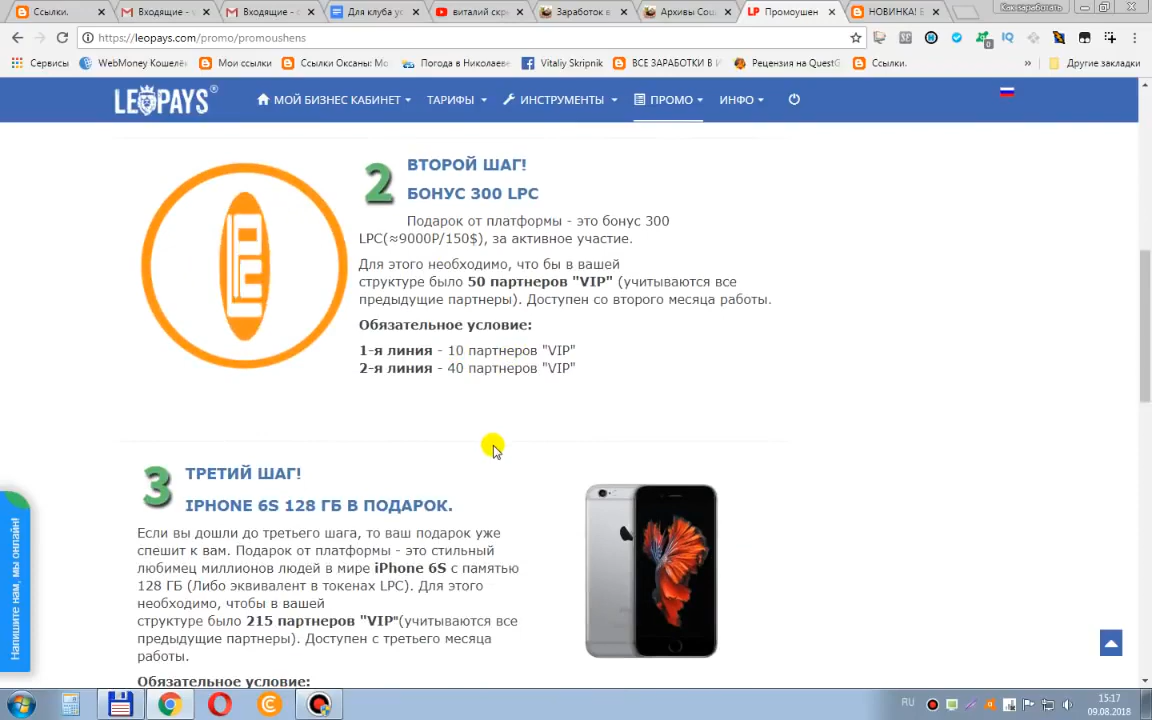 Ссылки.
Входящие -
Входящие - с
Для клуба ус
виталий скр
Заработок в
Архивы Соц
Промоушен
НОВИНКА! Е
Как заработать
https://leopays.com/promo/promoushens
Сервисы
WebMoney Кошелё
Мои ссылки
Ссылки Оксаны: Мо
Погода в Николаеве
Vitaliy Skripnik
ВСЕ ЗАРАБОТКИ В И
Рецензия на Quest
Ссылки.
»
Другие закладки
LEOPAYS®
МОЙ БИЗНЕС КАБИНЕТ
ТАРИФЫ
ИНСТРУМЕНТЫ
ПРОМО
ИНФО
2
ВТОРОЙ ШАГ!
БОНУС 300 LPC
Подарок от платформы - это бонус 300
LPC(≈9000Р/150$), за активное участие.
Для этого необходимо, что бы в вашей
структуре было 50 партнеров "VIP" (учитываются все
предыдущие партнеры). Доступен со второго месяца работы.
Обязательное условие:
1-я линия - 10 партнеров "VIP"
2-я линия - 40 партнеров "VIP"
3
ТРЕТИЙ ШАГ!
IPHONE 6S 128 ГБ В ПОДАРОК.
Если вы дошли до третьего шага, то ваш подарок уже
спешит к вам. Подарок от платформы - это стильный
любимец миллионов людей в мире iPhone 6S с памятью
128 ГБ (Либо эквивалент в токенах LPC). Для этого
необходимо, чтобы в вашей
структуре было 215 партнеров "VIP"(учитываются все
предыдущие партнеры). Доступен с третьего месяца
работы.
Обязательное условие:
Напишите нам, мы онлайн!
RU
15:17
09.08.2018